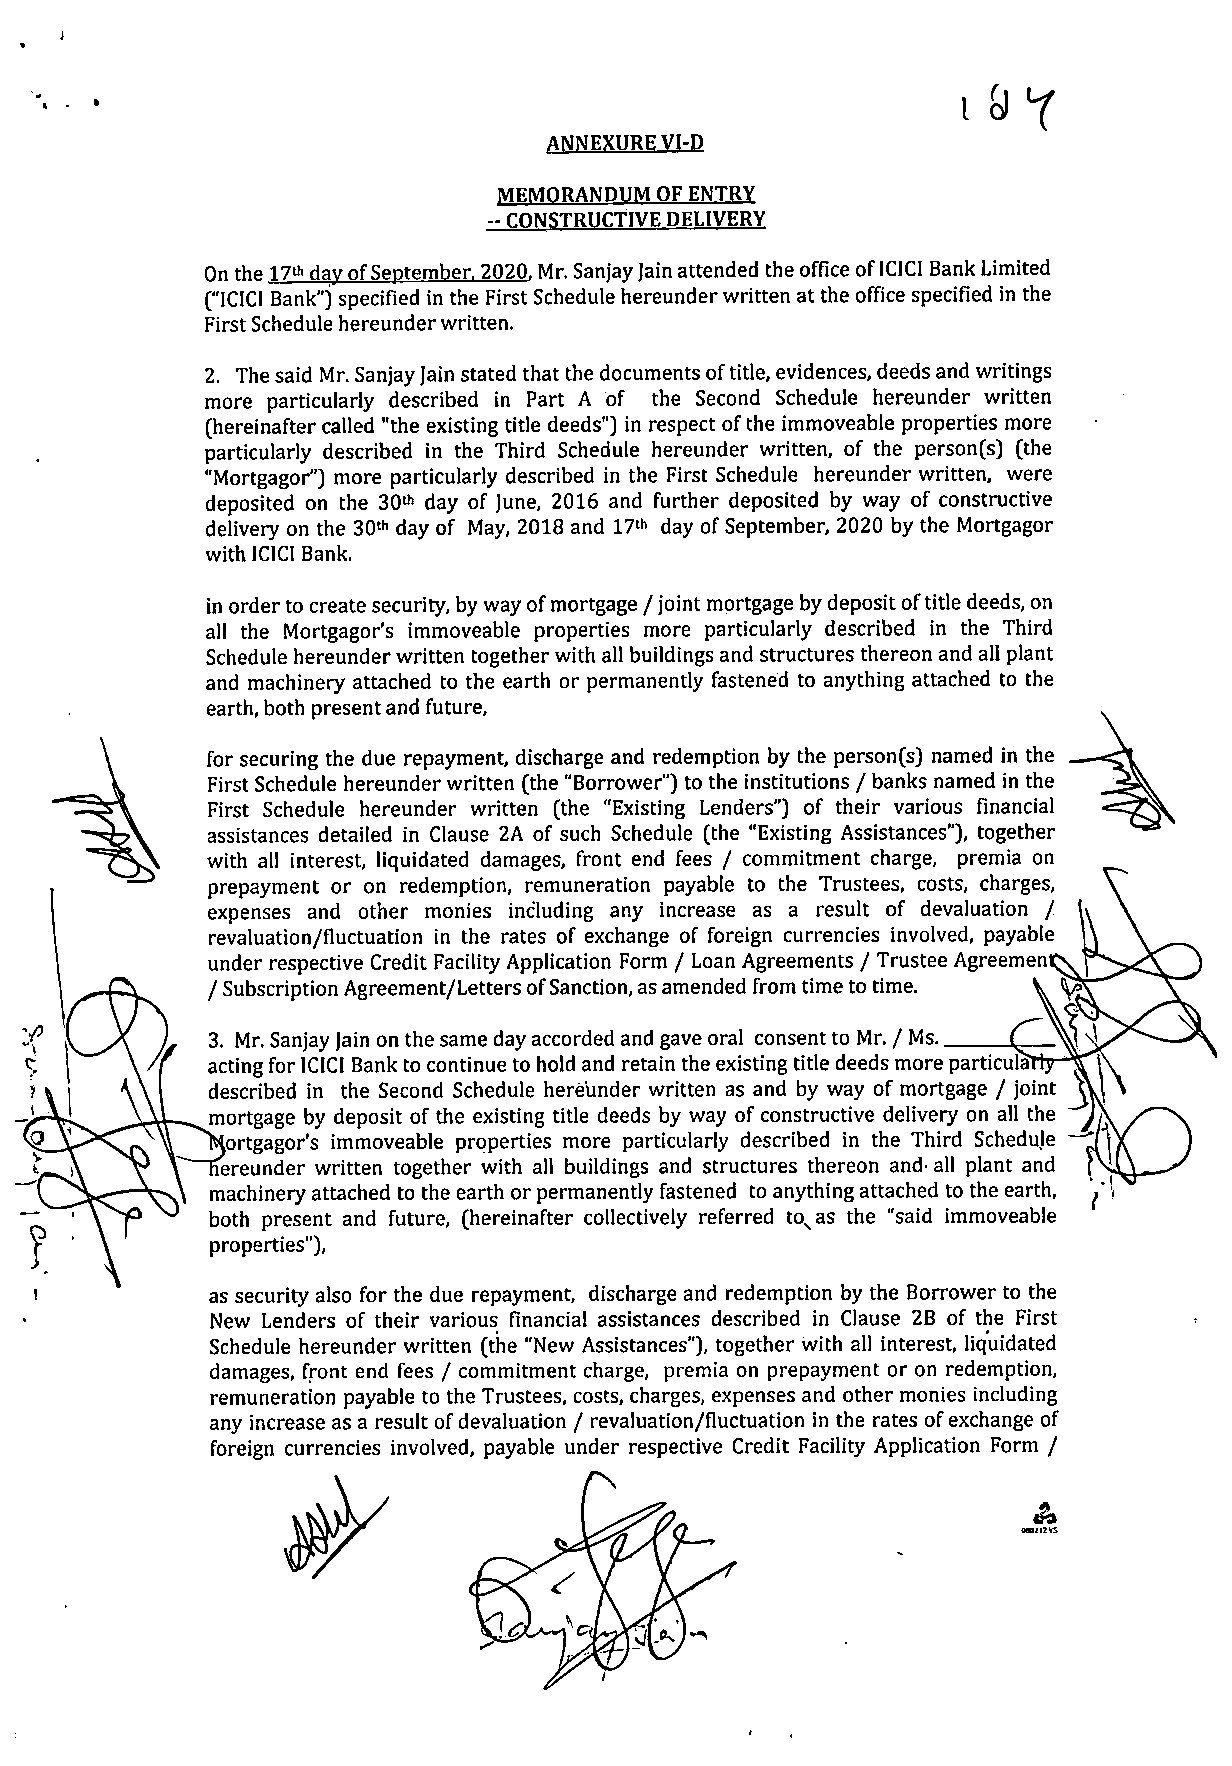 ANNEXURE VI-D
MEMORANDUM OF ENTRY
-- CONSTRUCTIVE DELIVERY
On the 17th day of September, 2020, Mr. Sanjay Jain attended the office of ICICI Bank Limited
("ICICI Bank") specified in the First Schedule hereunder written at the office specified in the
First Schedule hereunder written.
2. The said Mr. Sanjay Jain stated that the documents of title, evidences, deeds and writings
more particularly described in Part A of the Second Schedule hereunder written
(hereinafter called "the existing title deeds") in respect of the immoveable properties more
particularly described in the Third Schedule hereunder written, of the person(s) (the
"Mortgagor") more particularly described in the First Schedule hereunder written, were
deposited on the 30th day of June, 2016 and further deposited by way of constructive
delivery on the 30th day of May, 2018 and 17th day of September, 2020 by the Mortgagor
with ICICI Bank.
in order to create security, by way of mortgage / joint mortgage by deposit of title deeds, on
all the Mortgagor's immoveable properties more particularly described in the Third
Schedule hereunder written together with all buildings and structures thereon and all plant
and machinery attached to the earth or permanently fastened to anything attached to the
earth, both present and future,
for securing the due repayment, discharge and redemption by the person(s) named in the
First Schedule hereunder written (the "Borrower") to the institutions / banks named in the
First Schedule hereunder written (the "Existing Lenders") of their various financial
assistances detailed in Clause 2A of such Schedule (the "Existing Assistances"), together
with all interest, liquidated damages, front end fees / commitment charge, premia on
prepayment or on redemption, remuneration payable to the Trustees, costs, charges,
expenses and other monies including any increase as a result of devaluation /
revaluation/fluctuation in the rates of exchange of foreign currencies involved, payable
under respective Credit Facility Application Form / Loan Agreements / Trustee Agreement
/ Subscription Agreement/Letters of Sanction, as amended from time to time.
3. Mr. Sanjay Jain on the same day accorded and gave oral consent to Mr. / Ms. ________
acting for ICICI Bank to continue to hold and retain the existing title deeds more particularly
described in the Second Schedule hereunder written as and by way of mortgage / joint
mortgage by deposit of the existing title deeds by way of constructive delivery on all the
Mortgagor's immoveable properties more particularly described in the Third Schedule
hereunder written together with all buildings and structures thereon and all plant and
machinery attached to the earth or permanently fastened to anything attached to the earth,
both present and future, (hereinafter collectively referred to as the "said immoveable
properties"),
as security also for the due repayment, discharge and redemption by the Borrower to the
New Lenders of their various financial assistances described in Clause 2B of the First
Schedule hereunder written (the "New Assistances"), together with all interest, liquidated
damages, front end fees / commitment charge, premia on prepayment or on redemption,
remuneration payable to the Trustees, costs, charges, expenses and other monies including
any increase as a result of devaluation / revaluation/fluctuation in the rates of exchange of
foreign currencies involved, payable under respective Credit Facility Application Form /
Sanjay Jain